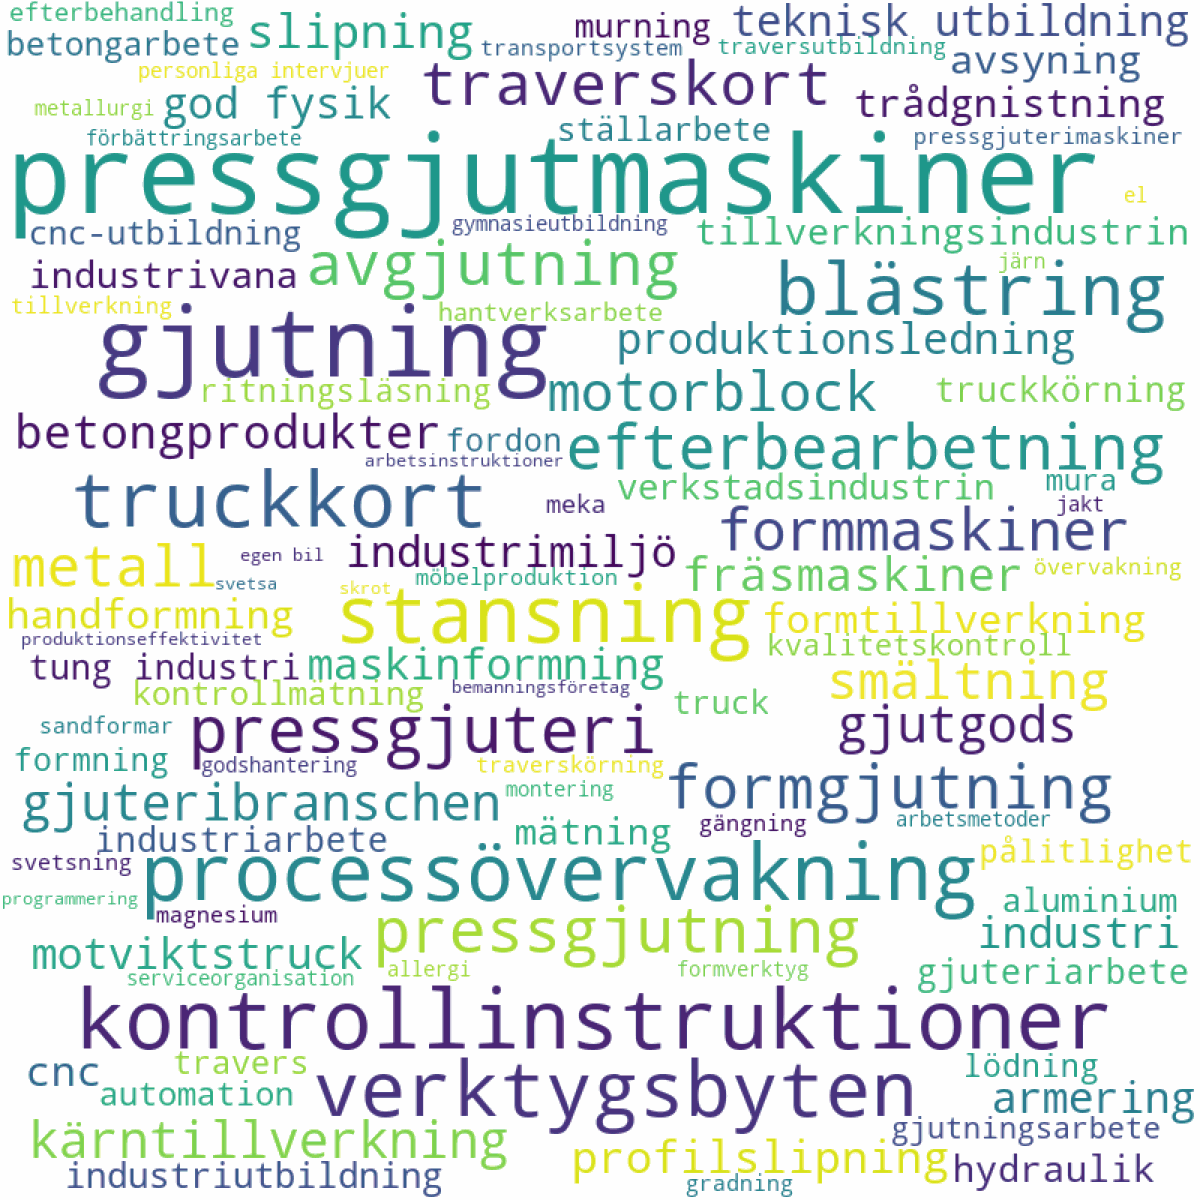 efterbehandling
slipning
murning
teknisk utbildning
betongarbete
transportsystem
traversutbildning
avsyning
personliga intervjuer
traverskort
metallurgi
god fysik
trådgnistning
förbättringsarbete
ställarbete
pressgjuterimaskiner
pressgjutmaskiner
el
cnc-utbildning
gymnasieutbildning
tillverkningsindustrin
industrivana
avgjutning
järn
blästring
tillverkning
hantverksarbete
gjutning
produktionsledning
ritningsläsning
motorblock
truckkörning
betongprodukter
fordon
efterbearbetning
arbetsinstruktioner
truckkort
verkstadsindustrin
mura
meka
jakt
formmaskiner
metall
egen bil
industrimiljö
svetsa
möbelproduktion
fräsmaskiner
övervakning
skrot
handformning
stansning
formtillverkning
produktionseffektivitet
kvalitetskontroll
tung industri
maskinformning
smältning
kontrollmätning
bemanningsföretag
truck
sandformar
pressgjuteri
gjutgods
formning
godshantering
traverskörning
formgjutning
gjuteribranschen
montering
industriarbete
mätning
gängning
arbetsmetoder
svetsning
processövervakning
pålitlighet
programmering
magnesium
aluminium
motviktstruck
pressgjutning
industri
serviceorganisation
allergi
formverktyg
gjuteriarbete
kontrollinstruktioner
cnc
travers
verktygsbyten
lödning
automation
armering
kärntillverkning
profilslipning
gjutningsarbete
industriutbildning
gradning
hydraulik